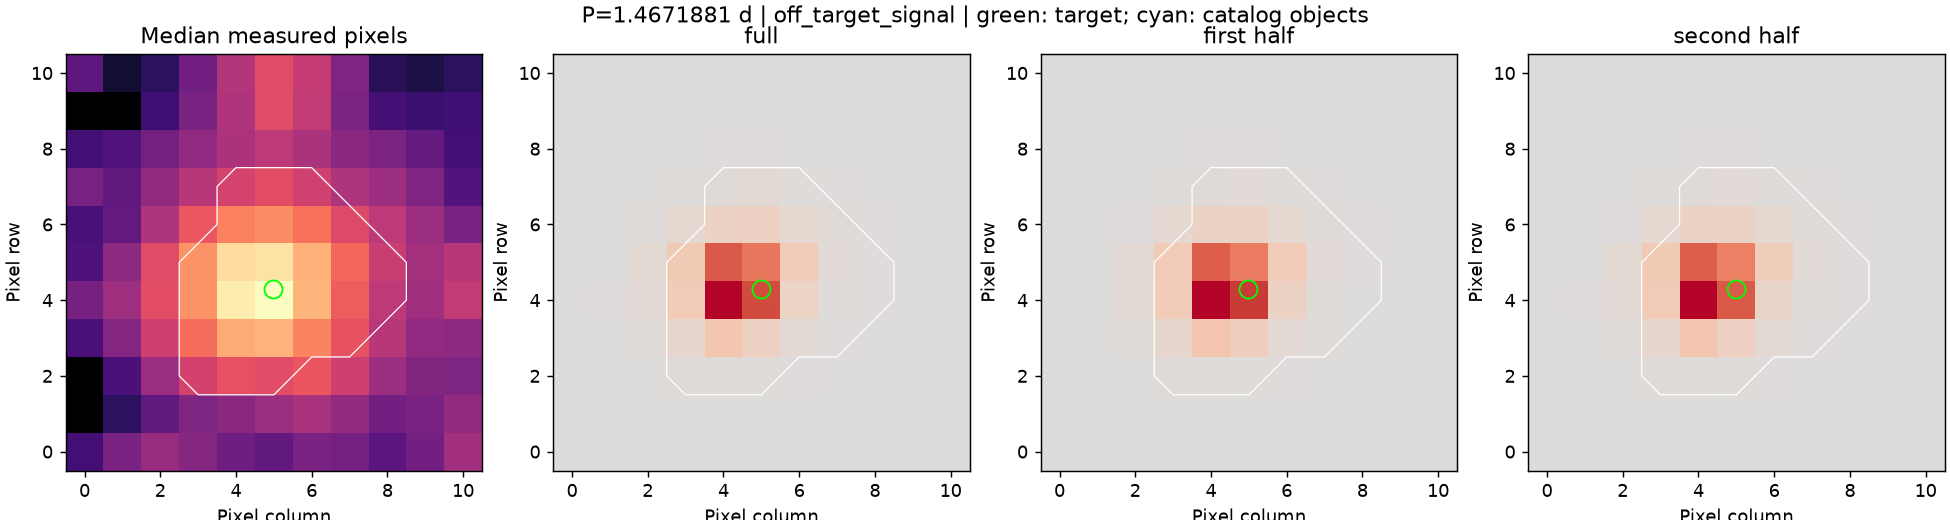 P=1.4671881 d | off_target_signal | green: target; cyan: catalog objects
Median measured pixels
full
first half
second half
Pixel row
10
8
6
4
2
0
0 2 4 6 8 10
Pixel column
Pixel row
10
8
6
4
2
0
0 2 4 6 8 10
Pixel column
Pixel row
10
8
6
4
2
0
0 2 4 6 8 10
Pixel column
Pixel row
10
8
6
4
2
0
0 2 4 6 8 10
Pixel column